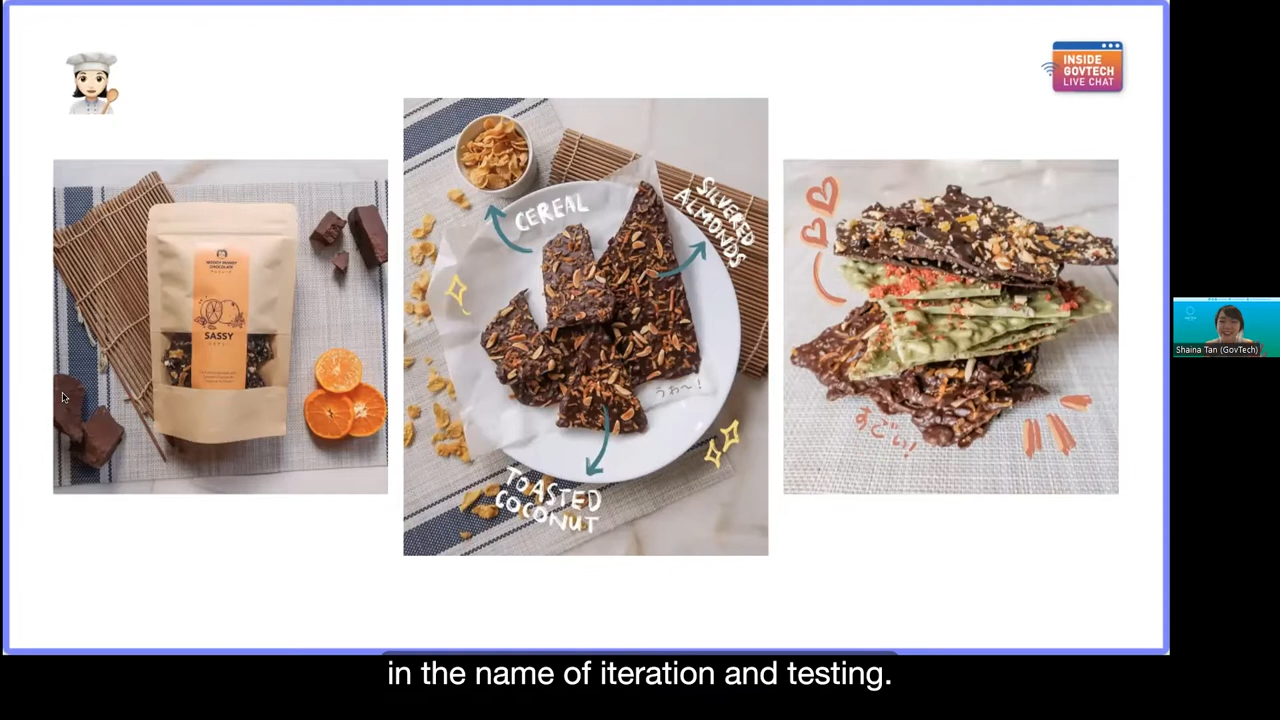 INSIDE
GOVTECH
LIVE CHAT
CHOCOLATE
SASSY
CEREAL
SILVERED
ALMONDS
TOASTED
COCONUT
うわ〜!
すごい!
Shaina Tan (GovTech)
in the name of iteration and testing.